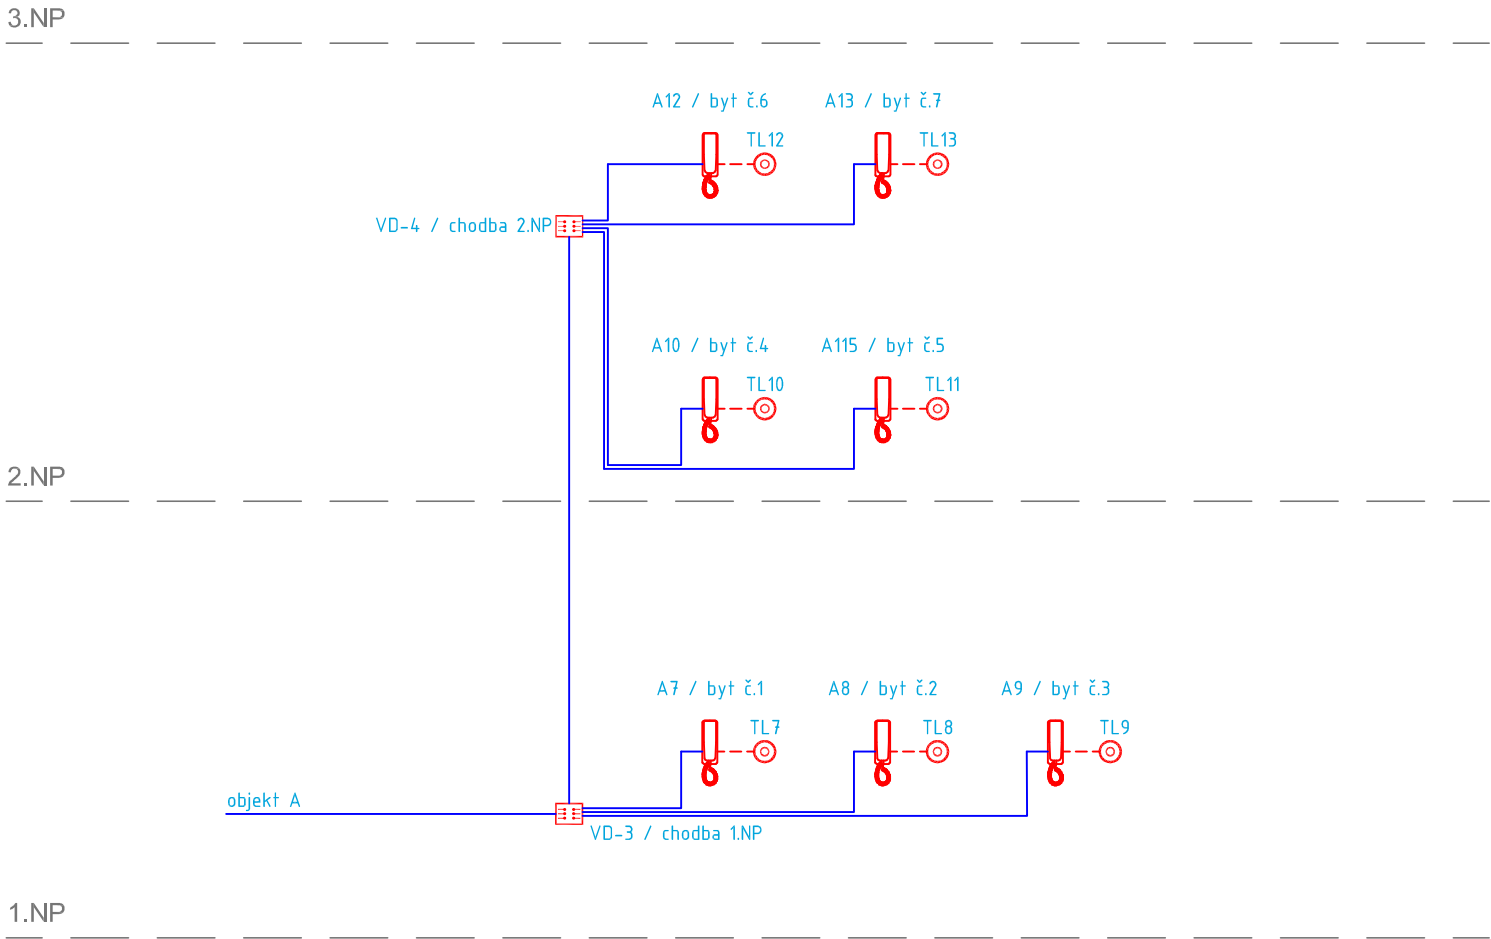 3.NP
A12 / byt č.6
A13 / byt č.7
TL12
TL13
VD-4 / chodba 2.NP
A10 / byt č.4
A115 / byt č.5
TL10
TL11
2.NP
A7 / byt č.1
A8 / byt č.2
A9 / byt č.3
TL7
TL8
TL9
objekt A
VD-3 / chodba 1.NP
1.NP